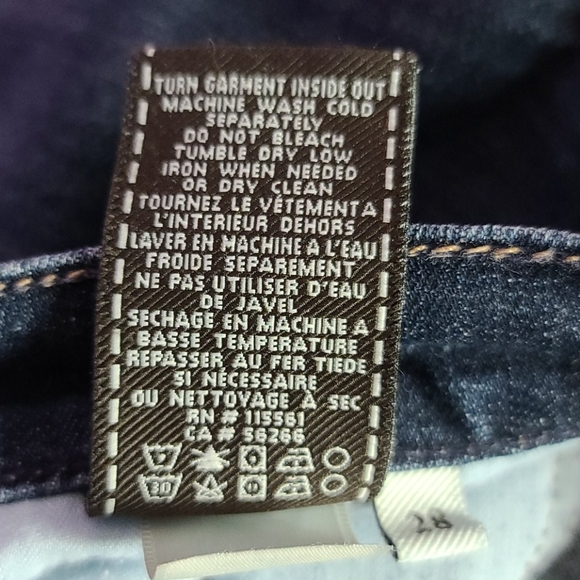 TURN GARMENT INSIDE OUT
MACHINE WASH COLD
SEPARATELY
DO NOT BLEACH
TUMBLE DRY LOW
IRON WHEN NEEDED
OR DRY CLEAN
TOURNEZ LE VÊTEMENT A
L'INTERIEUR DEHORS
LAVER EN MACHINE A L'EAU
FROIDE SEPAREMENT
NE PAS UTILISER D'EAU
DE JAVEL
SECHAGE EN MACHINE A
BASSE TEMPERATURE
REPASSER AU FER TIEDE
SI NÉCESSAIRE
OU NETTOYAGE À SEC
RN # 115561
CA # 56266
30
28